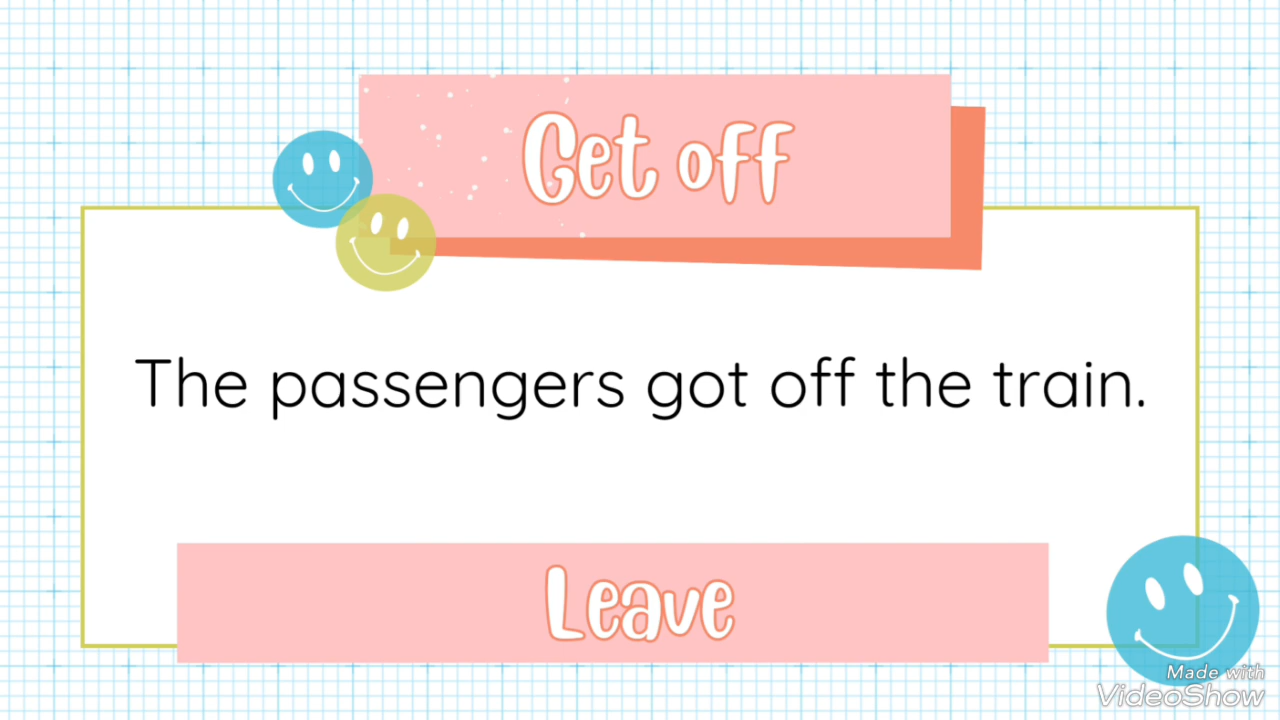 Get off
The passengers got off the train.
Leave
Made with
VideoShow